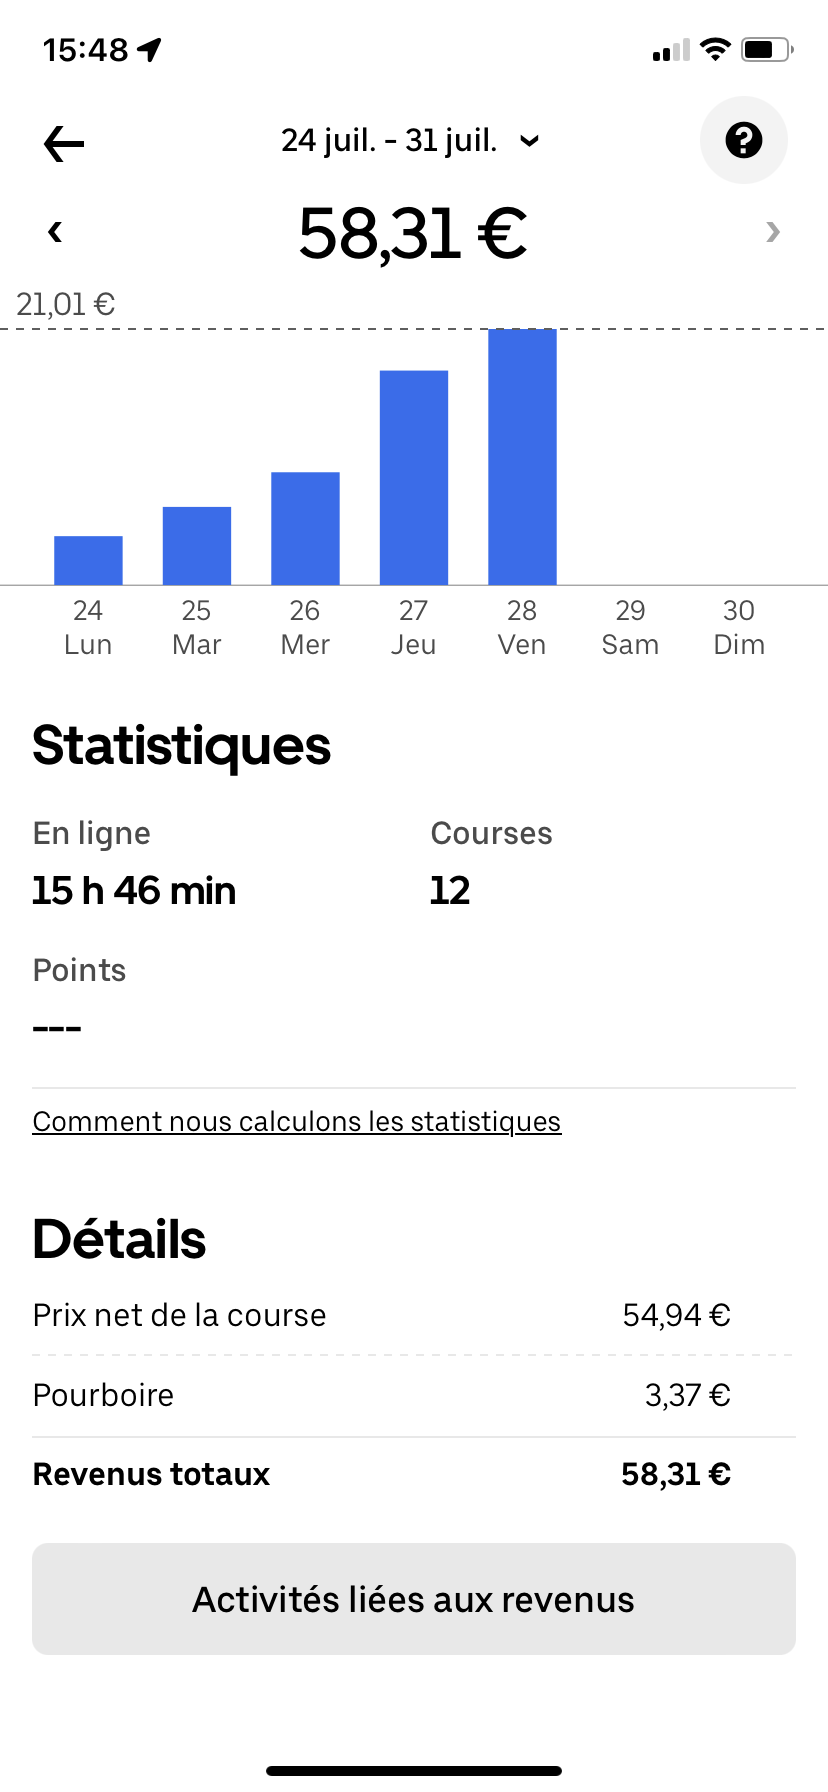 15:48
24 juil. - 31 juil.
58,31 €
21,01 €
24 25 26 27 28 29 30
Lun Mar Mer Jeu Ven Sam Dim
Statistiques
En ligne Courses
15 h 46 min 12
Points
---
Comment nous calculons les statistiques
Détails
Prix net de la course 54,94 €
Pourboire 3,37 €
Revenus totaux 58,31 €
Activités liées aux revenus